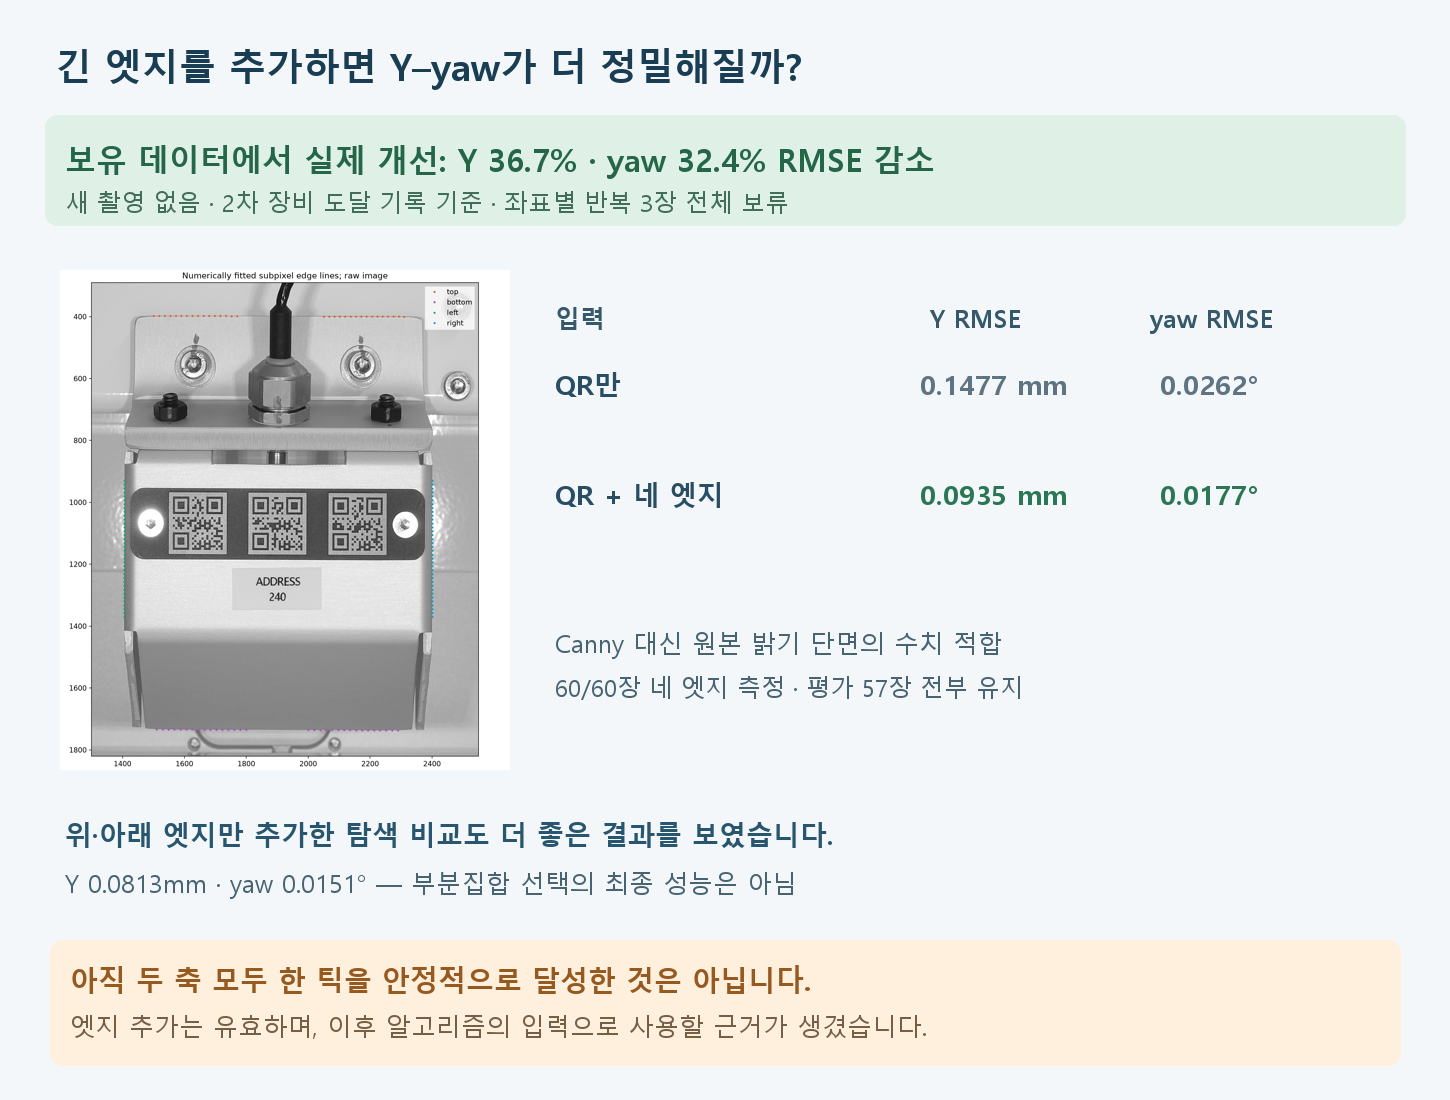 긴 엣지를 추가하면 Y–yaw가 더 정밀해질까?
보유 데이터에서 실제 개선: Y 36.7% · yaw 32.4% RMSE 감소
새 촬영 없음 · 2차 장비 도달 기록 기준 · 좌표별 반복 3장 전체 보류
Numerically fitted subpixel edge lines; raw image
top
bottom
left
right
400
600
800
1000
1200
1400
1600
1800
1400
1600
1800
2000
2200
2400
ADDRESS
240
입력 Y RMSE yaw RMSE
QR만 0.1477 mm 0.0262°
QR + 네 엣지 0.0935 mm 0.0177°
Canny 대신 원본 밝기 단면의 수치 적합
60/60장 네 엣지 측정 · 평가 57장 전부 유지
위·아래 엣지만 추가한 탐색 비교도 더 좋은 결과를 보였습니다.
Y 0.0813mm · yaw 0.0151° — 부분집합 선택의 최종 성능은 아님
아직 두 축 모두 한 틱을 안정적으로 달성한 것은 아닙니다.
엣지 추가는 유효하며, 이후 알고리즘의 입력으로 사용할 근거가 생겼습니다.